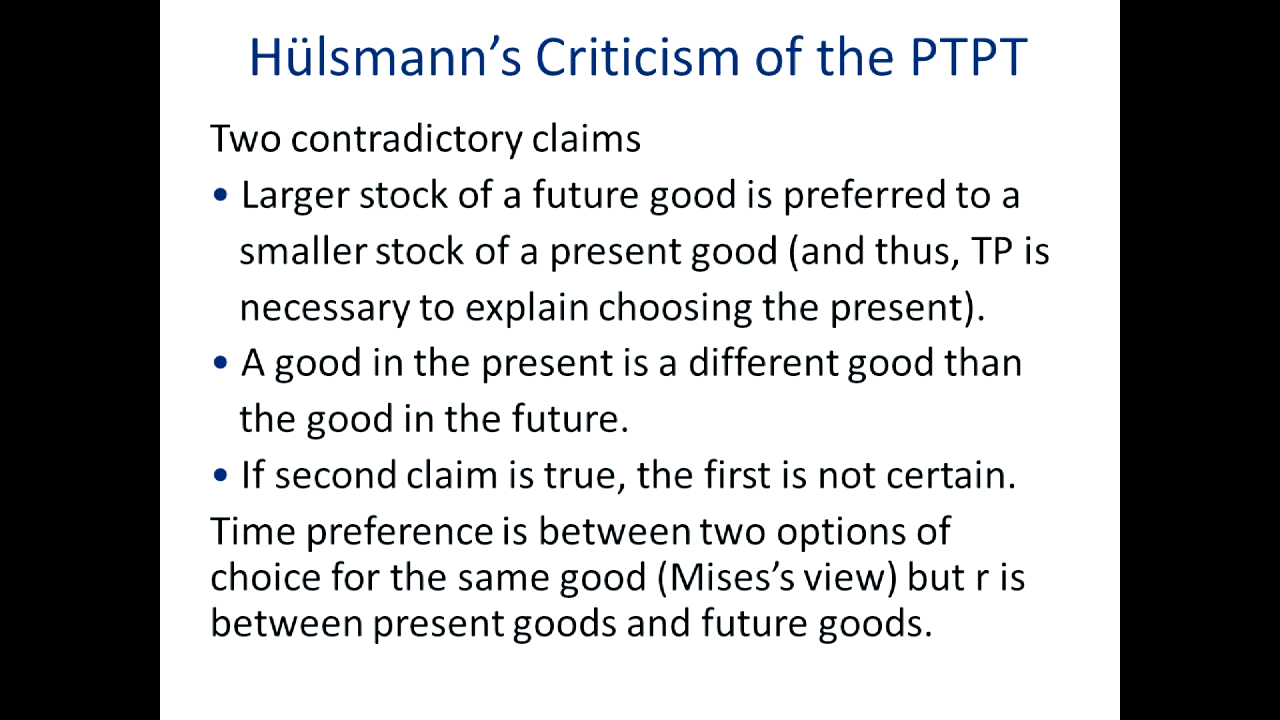 Hülsmann’s Criticism of the PTPT
Two contradictory claims
• Larger stock of a future good is preferred to a
smaller stock of a present good (and thus, TP is
necessary to explain choosing the present).
• A good in the present is a different good than
the good in the future.
• If second claim is true, the first is not certain.
Time preference is between two options of
choice for the same good (Mises’s view) but r is
between present goods and future goods.